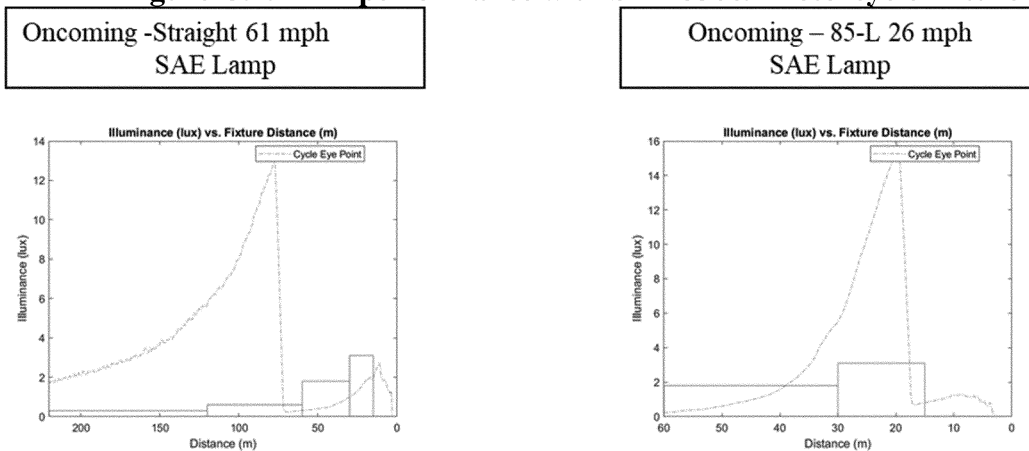 Oncoming -Straight 61 mph
SAE Lamp
Oncoming – 85-L 26 mph
SAE Lamp
Illuminance (lux) vs. Fixture Distance (m)
Cycle Eye Point
Illuminance (lux)
14
12
10
8
6
4
2
0
200
150
100
50
0
Distance (m)
Illuminance (lux) vs. Fixture Distance (m)
Cycle Eye Point
Illuminance (lux)
16
14
12
10
8
6
4
2
0
60
50
40
30
20
10
0
Distance (m)